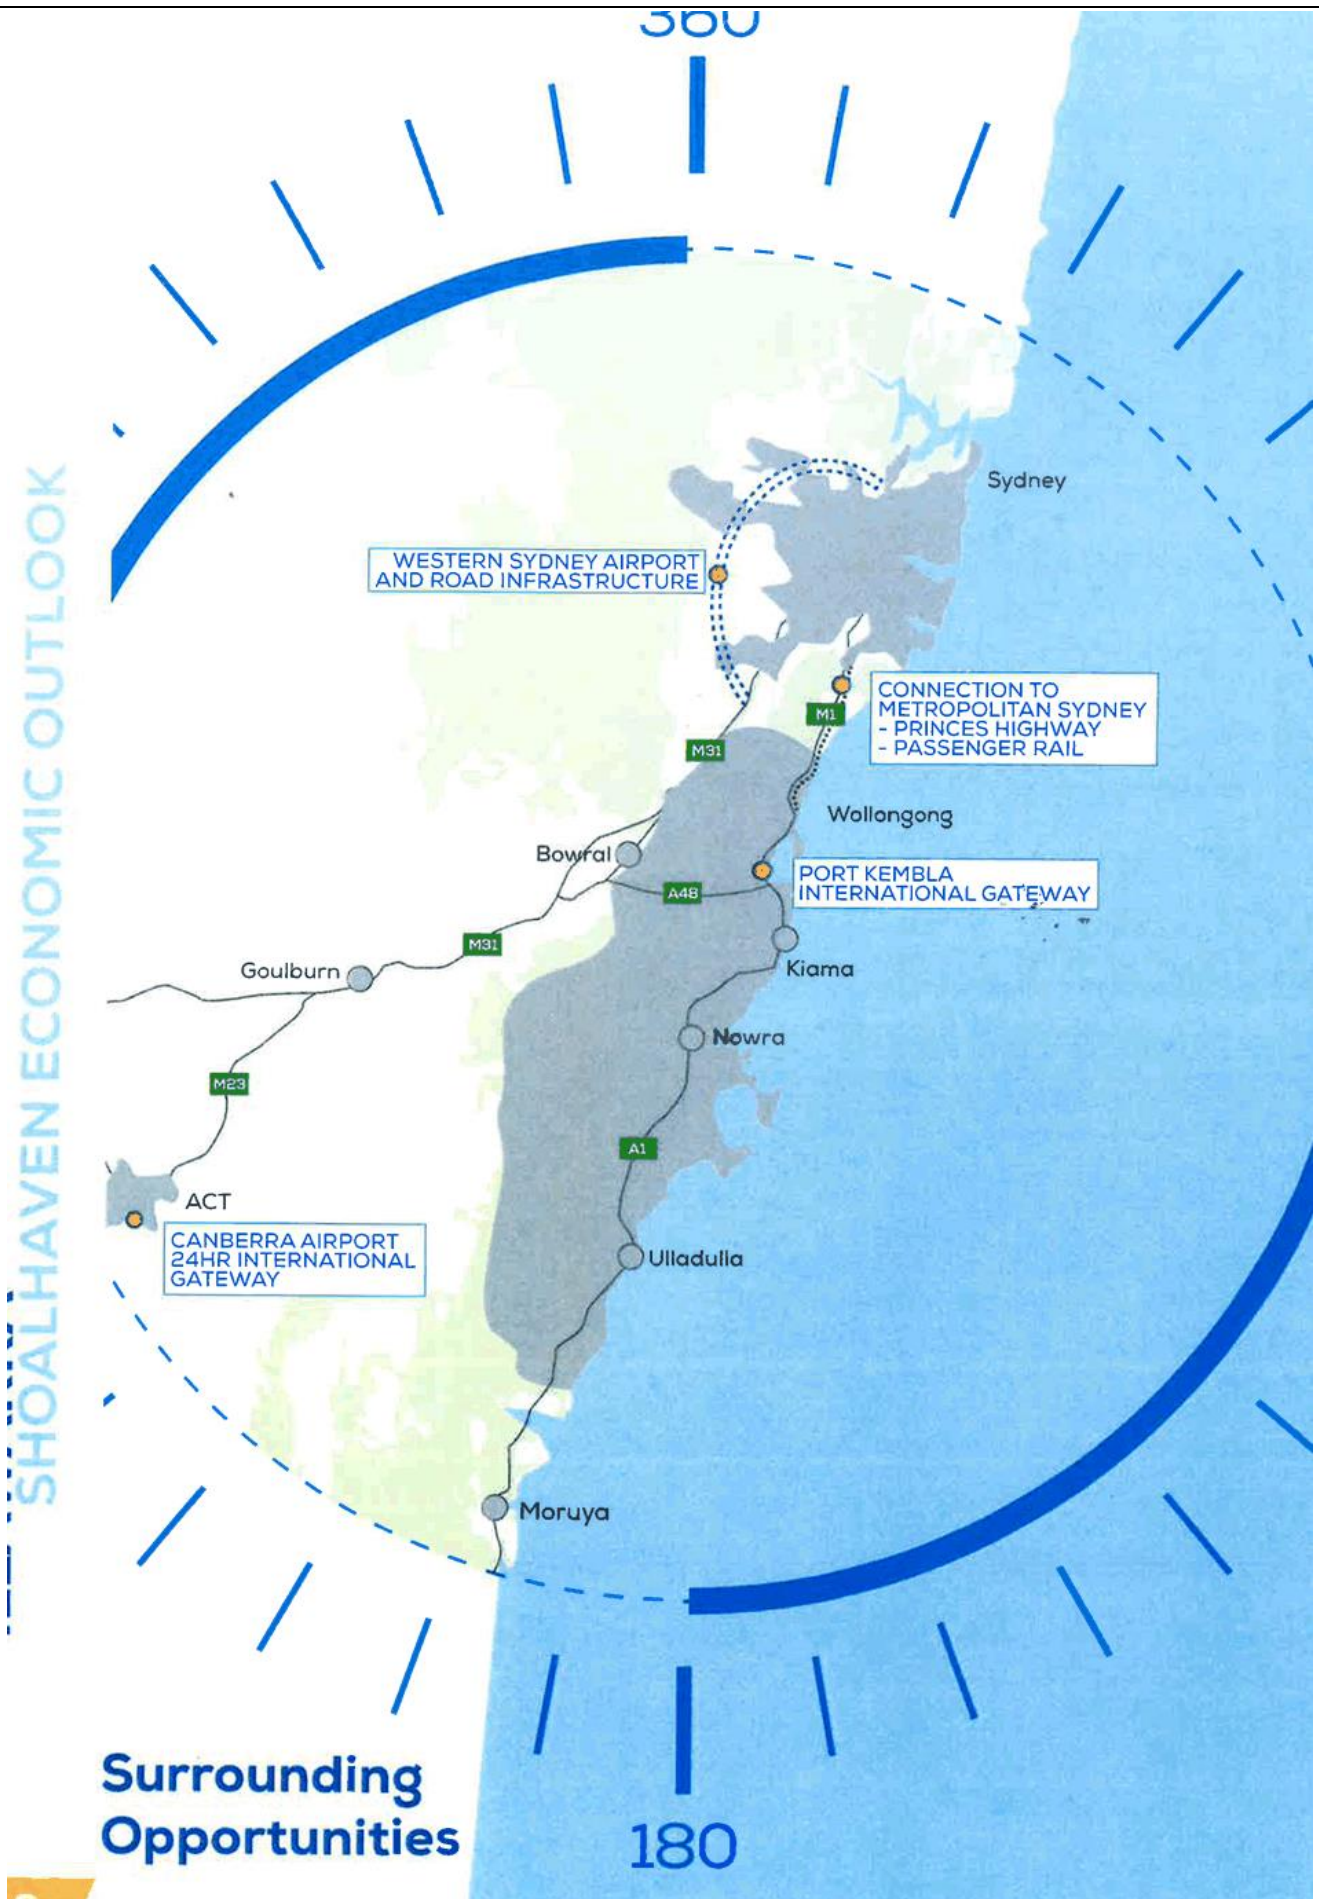 360
SHOALHAVEN ECONOMIC OUTLOOK
Sydney
WESTERN SYDNEY AIRPORT
AND ROAD INFRASTRUCTURE
CONNECTION TO
METROPOLITAN SYDNEY
- PRINCES HIGHWAY
- PASSENGER RAIL
M1
M31
Wollongong
Bowral
PORT KEMBLA
INTERNATIONAL GATEWAY
A48
M31
Kiama
Goulburn
Nowra
M23
A1
ACT
CANBERRA AIRPORT
24HR INTERNATIONAL
GATEWAY
Ulladulla
Moruya
Surrounding
Opportunities
180